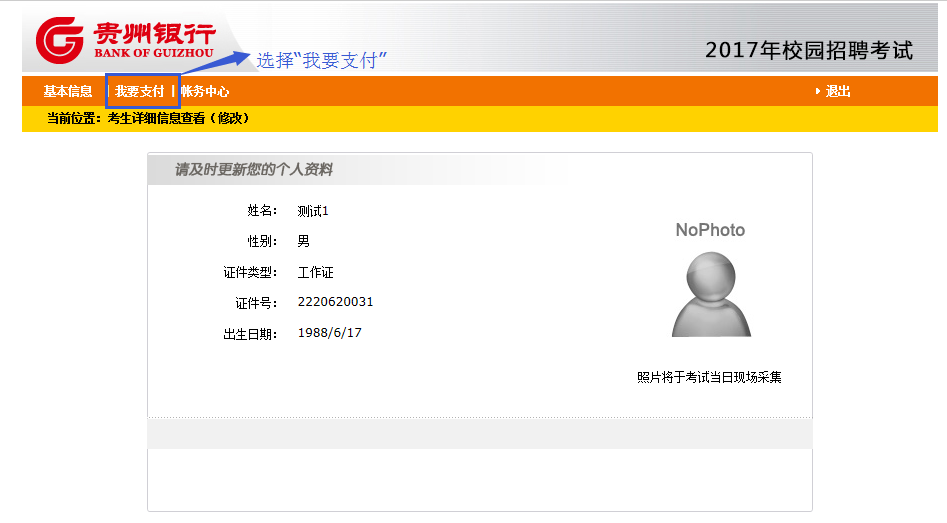 贵州银行
BANK OF GUIZHOU
选择“我要支付”
2017年校园招聘考试
基本信息 | 我要支付 | 帐务中心
退出
当前位置：考生详细信息查看（修改）
请及时更新您的个人资料
姓名： 测试1
性别： 男
证件类型： 工作证
证件号： 2220620031
出生日期： 1988/6/17
NoPhoto
照片将于考试当日现场采集